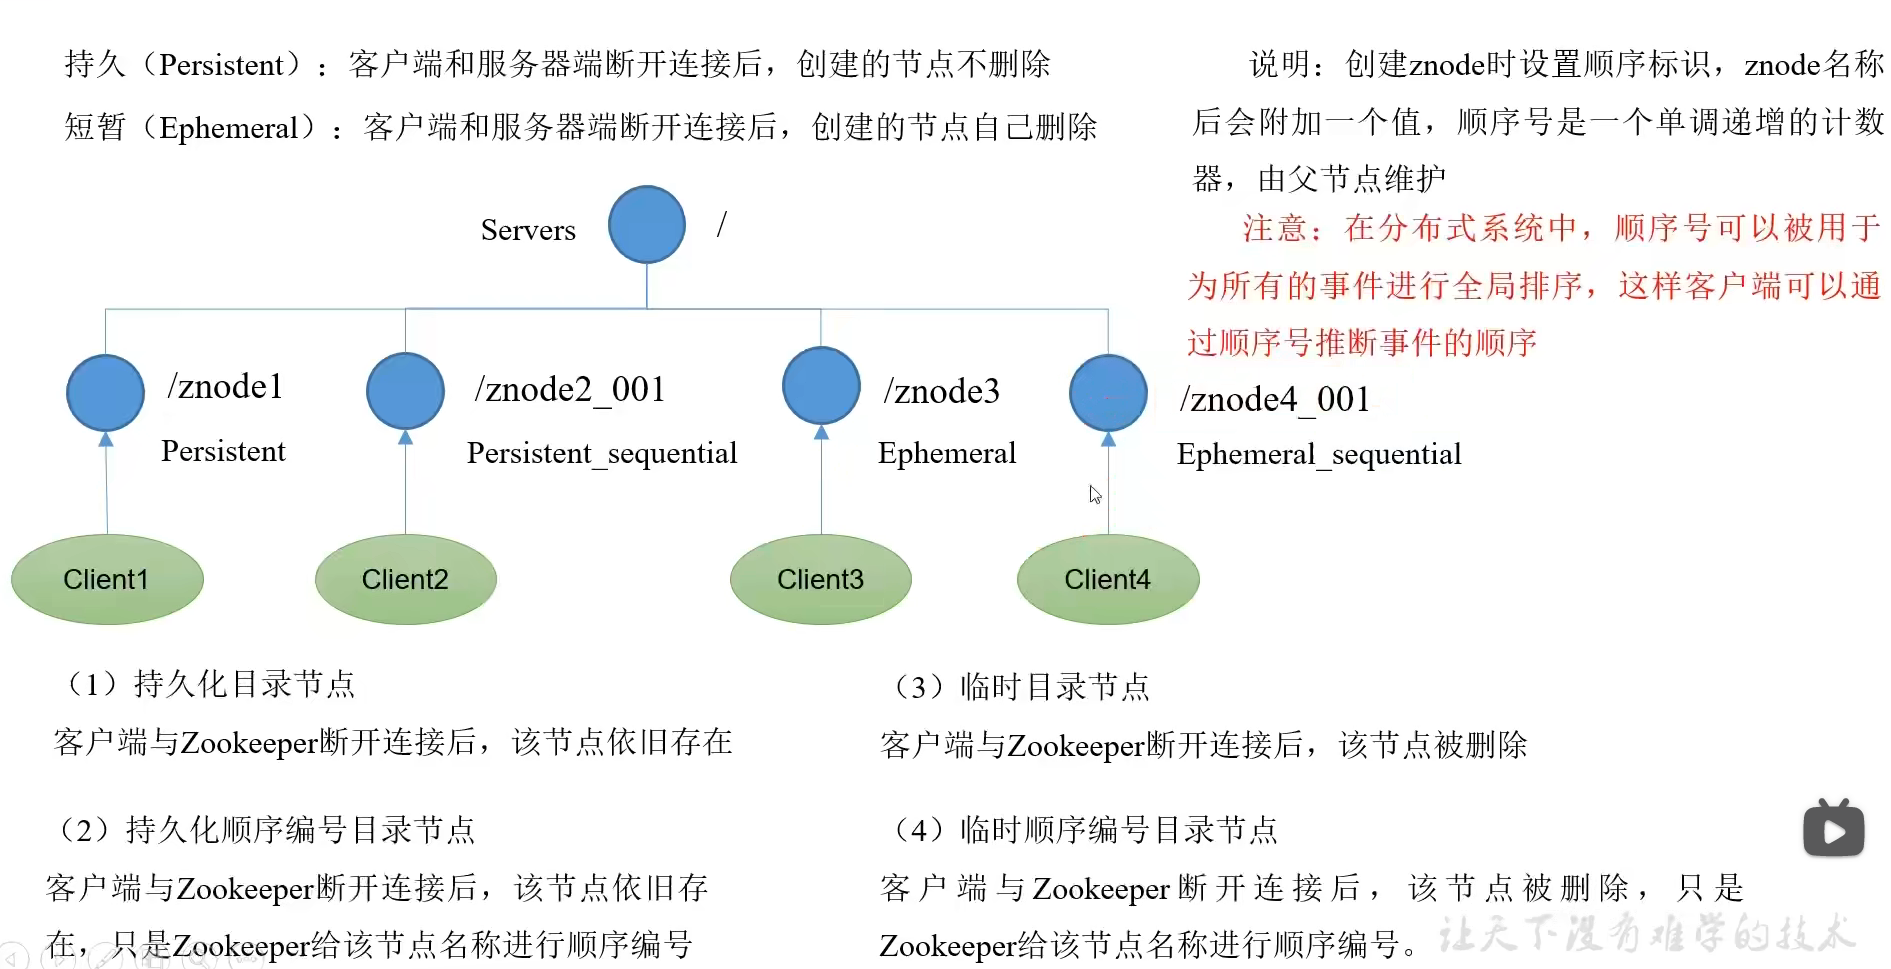 持久（Persistent）：客户端和服务器端断开连接后，创建的节点不删除
短暂（Ephemeral）：客户端和服务器端断开连接后，创建的节点自己删除
说明：创建znode时设置顺序标识，znode名称
后会附加一个值，顺序号是一个单调递增的计数
器，由父节点维护
注意：在分布式系统中，顺序号可以被用于
为所有的事件进行全局排序，这样客户端可以通
过顺序号推断事件的顺序
Servers
/
/znode1
Persistent
/znode2_001
Persistent_sequential
/znode3
Ephemeral
/znode4_001
Ephemeral_sequential
Client1
Client2
Client3
Client4
（1）持久化目录节点
客户端与Zookeeper断开连接后，该节点依旧存在
（2）持久化顺序编号目录节点
客户端与Zookeeper断开连接后，该节点依旧存
在，只是Zookeeper给该节点名称进行顺序编号
（3）临时目录节点
客户端与Zookeeper断开连接后，该节点被删除
（4）临时顺序编号目录节点
客户端与Zookeeper断开连接后，该节点被删除，只是
Zookeeper给该节点名称进行顺序编号。
让天下没有难学的技术